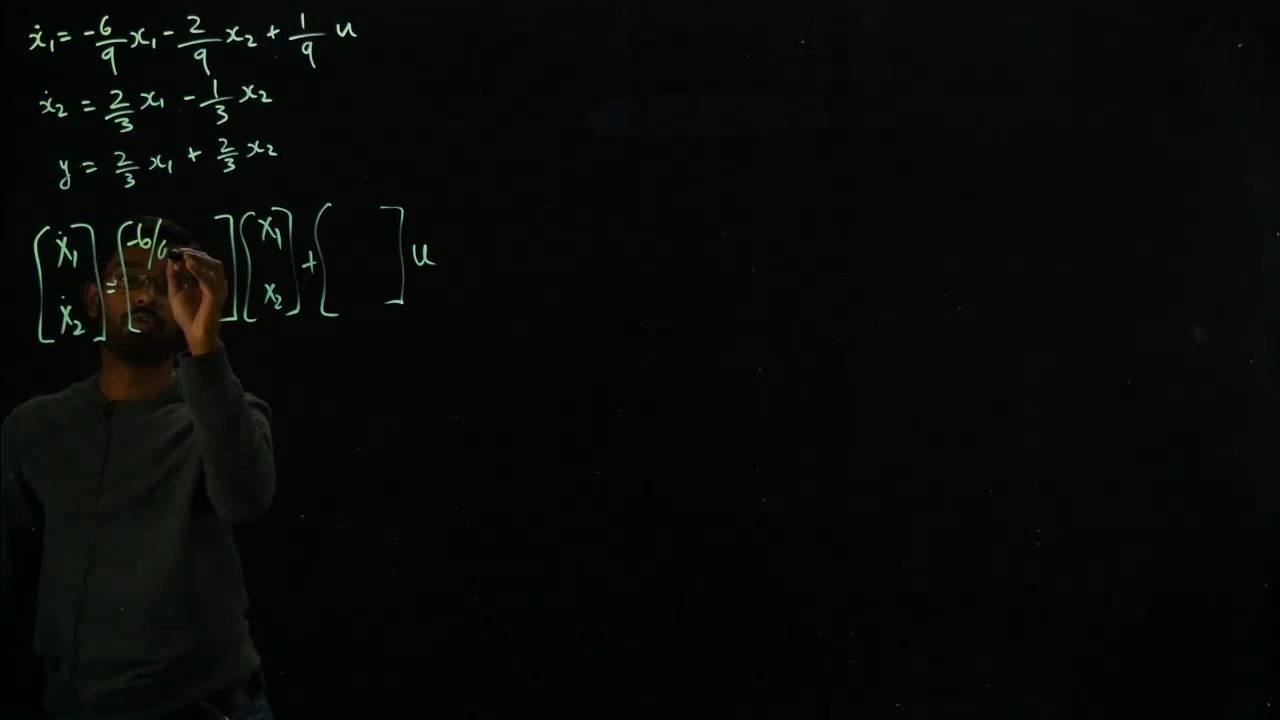 ẋ₁ = -6/9 x₁ - 2/9 x₂ + 1/9 u
ẋ₂ = 2/3 x₁ - 1/3 x₂
y = 2/3 x₁ + 2/3 x₂
[ẋ₁ ẋ₂] = [-6/ ] [x₁ x₂] + [ ] u